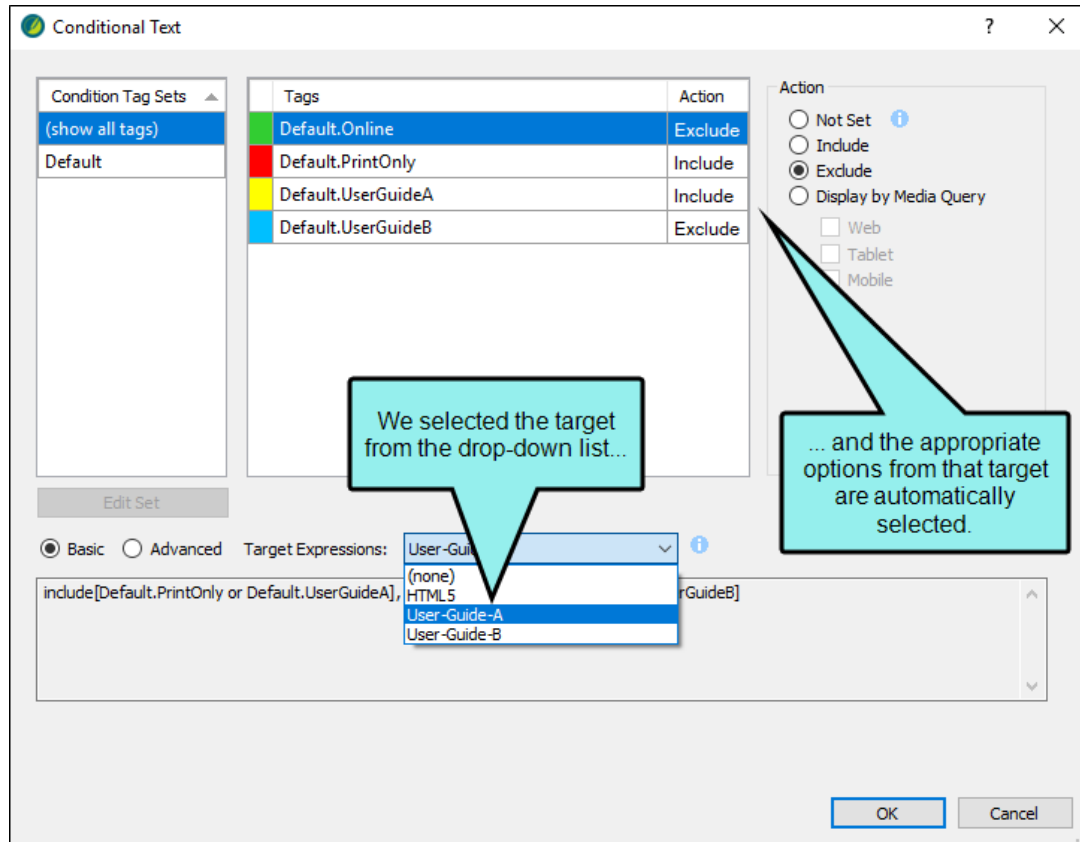 Conditional Text
?
Condition Tag Sets
(show all tags)
Default
Tags
Action
Default.Online
Exclude
Default.PrintOnly
Include
Default.UserGuideA
Include
Default.UserGuideB
Exclude
Action
Not Set
Include
Exclude
Display by Media Query
Web
Tablet
Mobile
We selected the target
from the drop-down list...
... and the appropriate
options from that target
are automatically
selected.
Edit Set
Basic
Advanced
Target Expressions:
(none)
HTML5
User-Guide-A
User-Guide-B
include[Default.PrintOnly or Default.UserGuideA],
OK
Cancel